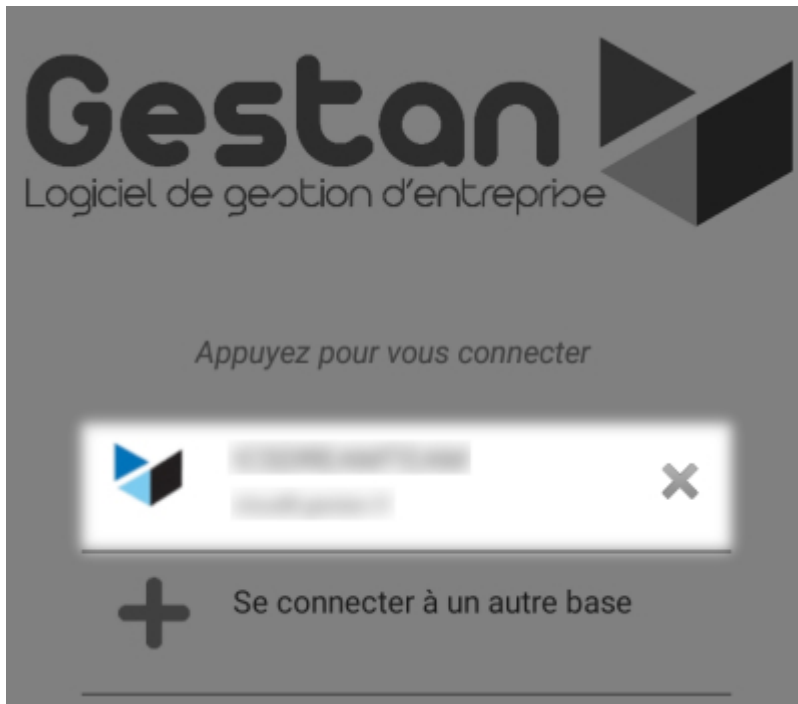 Gestan
Logiciel de gestion d'entreprise
Appuyez pour vous connecter
Se connecter à un autre base